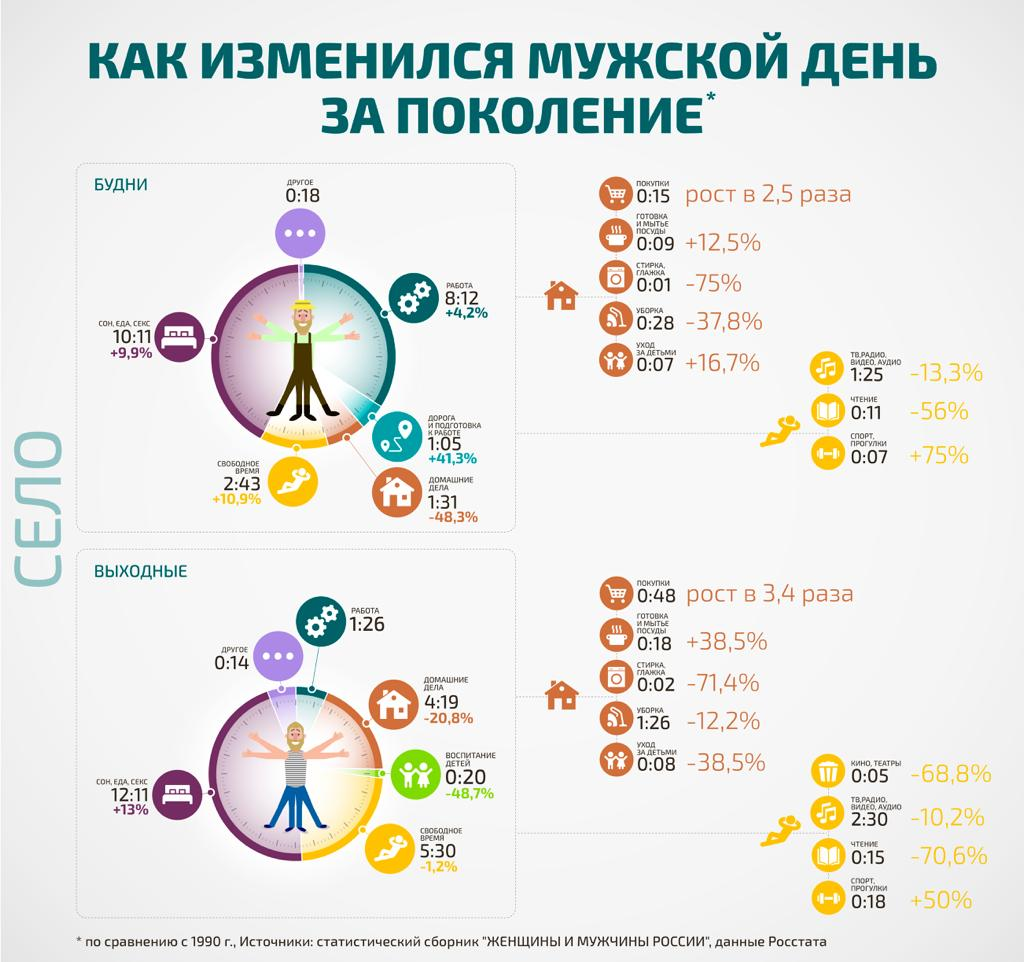 КАК ИЗМЕНИЛСЯ МУЖСКОЙ ДЕНЬ
ЗА ПОКОЛЕНИЕ*
СЕЛО
БУДНИ
ДРУГОЕ
0:18
РАБОТА
8:12
+4,2%
СОН, ЕДА, СЕКС
10:11
+9,9%
ДОРОГА
И ПОДГОТОВКА
К РАБОТЕ
1:05
+41,3%
СВОБОДНОЕ
ВРЕМЯ
2:43
+10,9%
ДОМАШНИЕ
ДЕЛА
1:31
-48,3%
ПОКУПКИ
0:15 рост в 2,5 раза
ГОТОВКА
И МЫТЬЕ
ПОСУДЫ
0:09 +12,5%
СТИРКА,
ГЛАЖКА
0:01 -75%
УБОРКА
0:28 -37,8%
УХОД
ЗА ДЕТЬМИ
0:07 +16,7%
ТВ,РАДИО,
ВИДЕО, АУДИО
1:25 -13,3%
ЧТЕНИЕ
0:11 -56%
СПОРТ,
ПРОГУЛКИ
0:07 +75%
ВЫХОДНЫЕ
РАБОТА
1:26
ДРУГОЕ
0:14
ДОМАШНИЕ
ДЕЛА
4:19
-20,8%
ВОСПИТАНИЕ
ДЕТЕЙ
0:20
-48,7%
СОН, ЕДА, СЕКС
12:11
+13%
СВОБОДНОЕ
ВРЕМЯ
5:30
-1,2%
ПОКУПКИ
0:48 рост в 3,4 раза
ГОТОВКА
И МЫТЬЕ
ПОСУДЫ
0:18 +38,5%
СТИРКА,
ГЛАЖКА
0:02 -71,4%
УБОРКА
1:26 -12,2%
УХОД
ЗА ДЕТЬМИ
0:08 -38,5%
КИНО, ТЕАТРЫ
0:05 -68,8%
ТВ,РАДИО,
ВИДЕО, АУДИО
2:30 -10,2%
ЧТЕНИЕ
0:15 -70,6%
СПОРТ,
ПРОГУЛКИ
0:18 +50%
* по сравнению с 1990 г., Источники: статистический сборник "ЖЕНЩИНЫ И МУЖЧИНЫ РОССИИ", данные Росстата